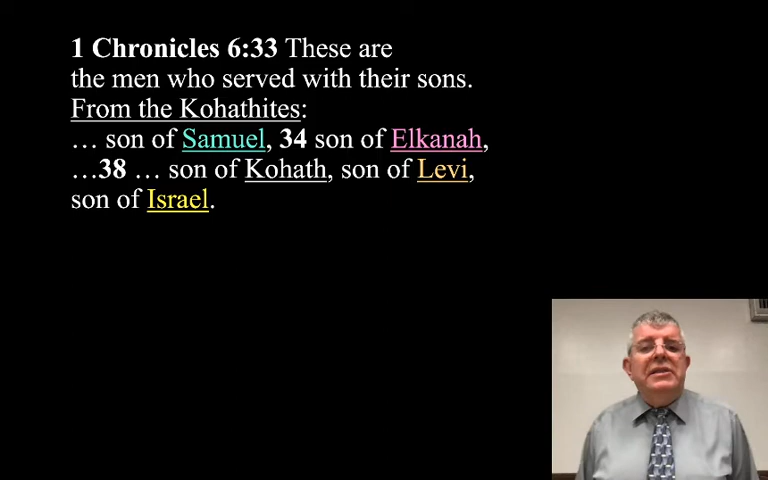 1 Chronicles 6:33 These are
the men who served with their sons.
From the Kohathites:
… son of Samuel, 34 son of Elkanah,
…38 … son of Kohath, son of Levi,
son of Israel.